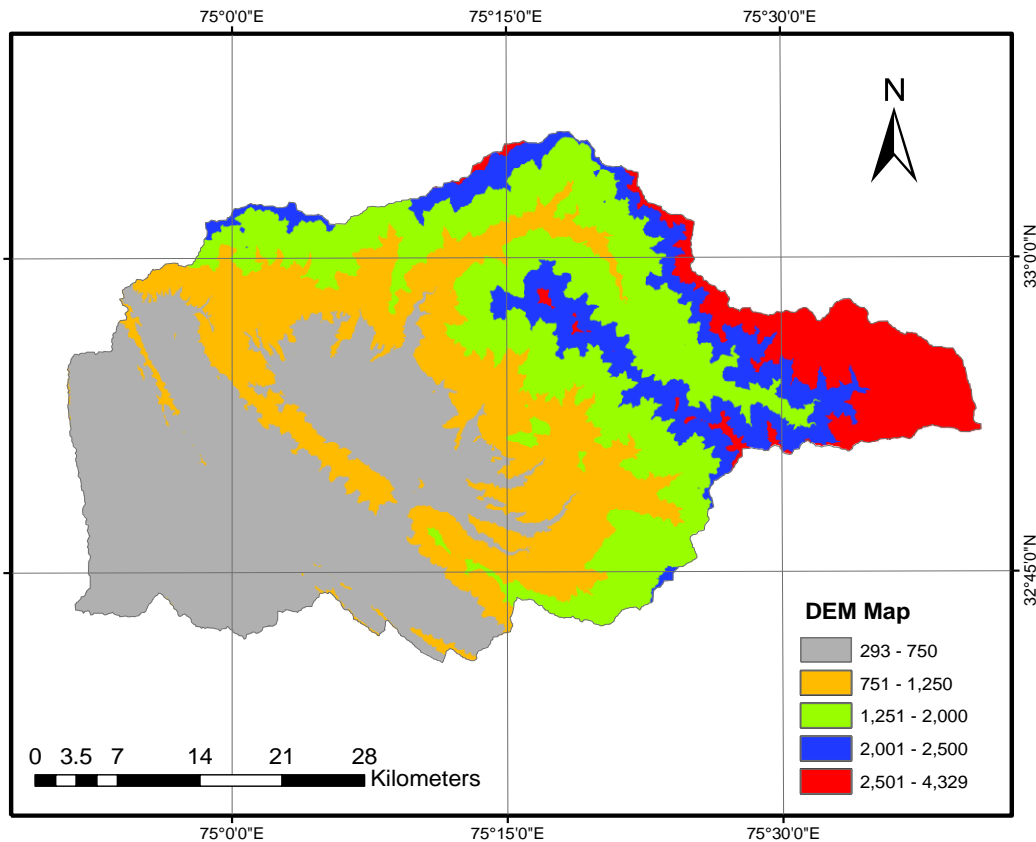 75°0'0"E 75°15'0"E 75°30'0"E
N
33°0'0"N
32°45'0"N
DEM Map
293 - 750
751 - 1,250
1,251 - 2,000
2,001 - 2,500
2,501 - 4,329
0 3.5 7 14 21 28
Kilometers
75°0'0"E 75°15'0"E 75°30'0"E